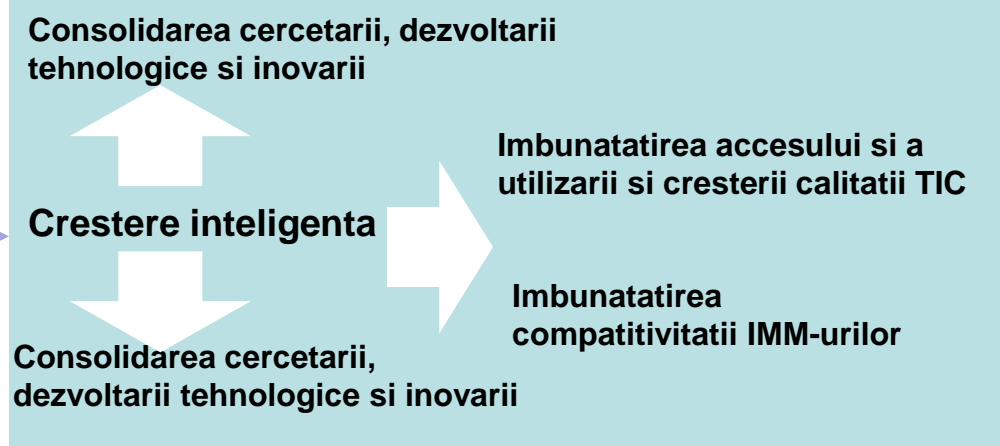 Consolidarea cercetarii, dezvoltarii
tehnologice si inovarii
Imbunatatirea accesului si a
utilizarii si cresterii calitatii TIC
Crestere inteligenta
Imbunatatirea
compatitivitatii IMM-urilor
Consolidarea cercetarii,
dezvoltarii tehnologice si inovarii